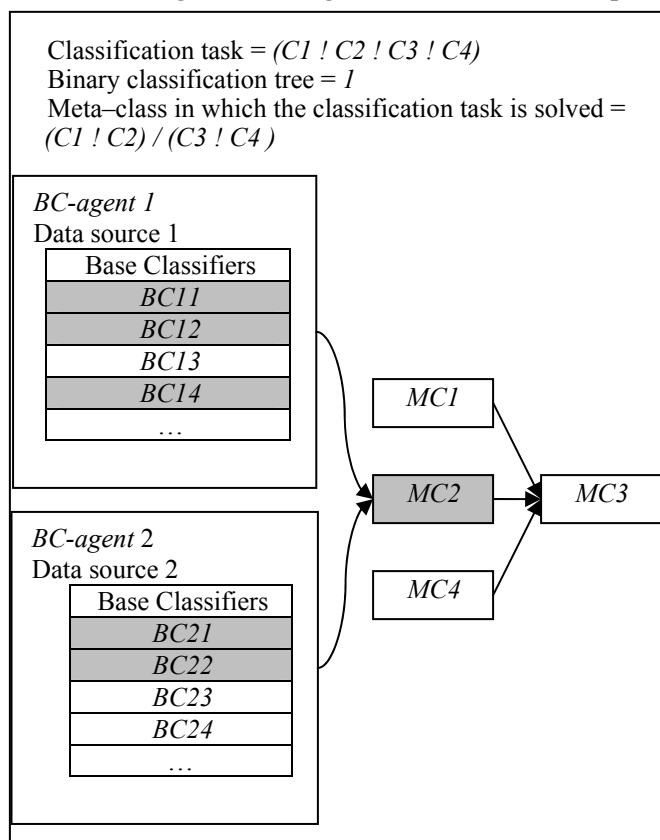 Classification task = (C1 ! C2 ! C3 ! C4)
Binary classification tree = 1
Meta–class in which the classification task is solved =
(C1 ! C2) / (C3 ! C4 )
BC-agent 1
Data source 1
Base Classifiers
BC11
BC12
BC13
BC14
…
MC1
MC2
MC3
MC4
BC-agent 2
Data source 2
Base Classifiers
BC21
BC22
BC23
BC24
…